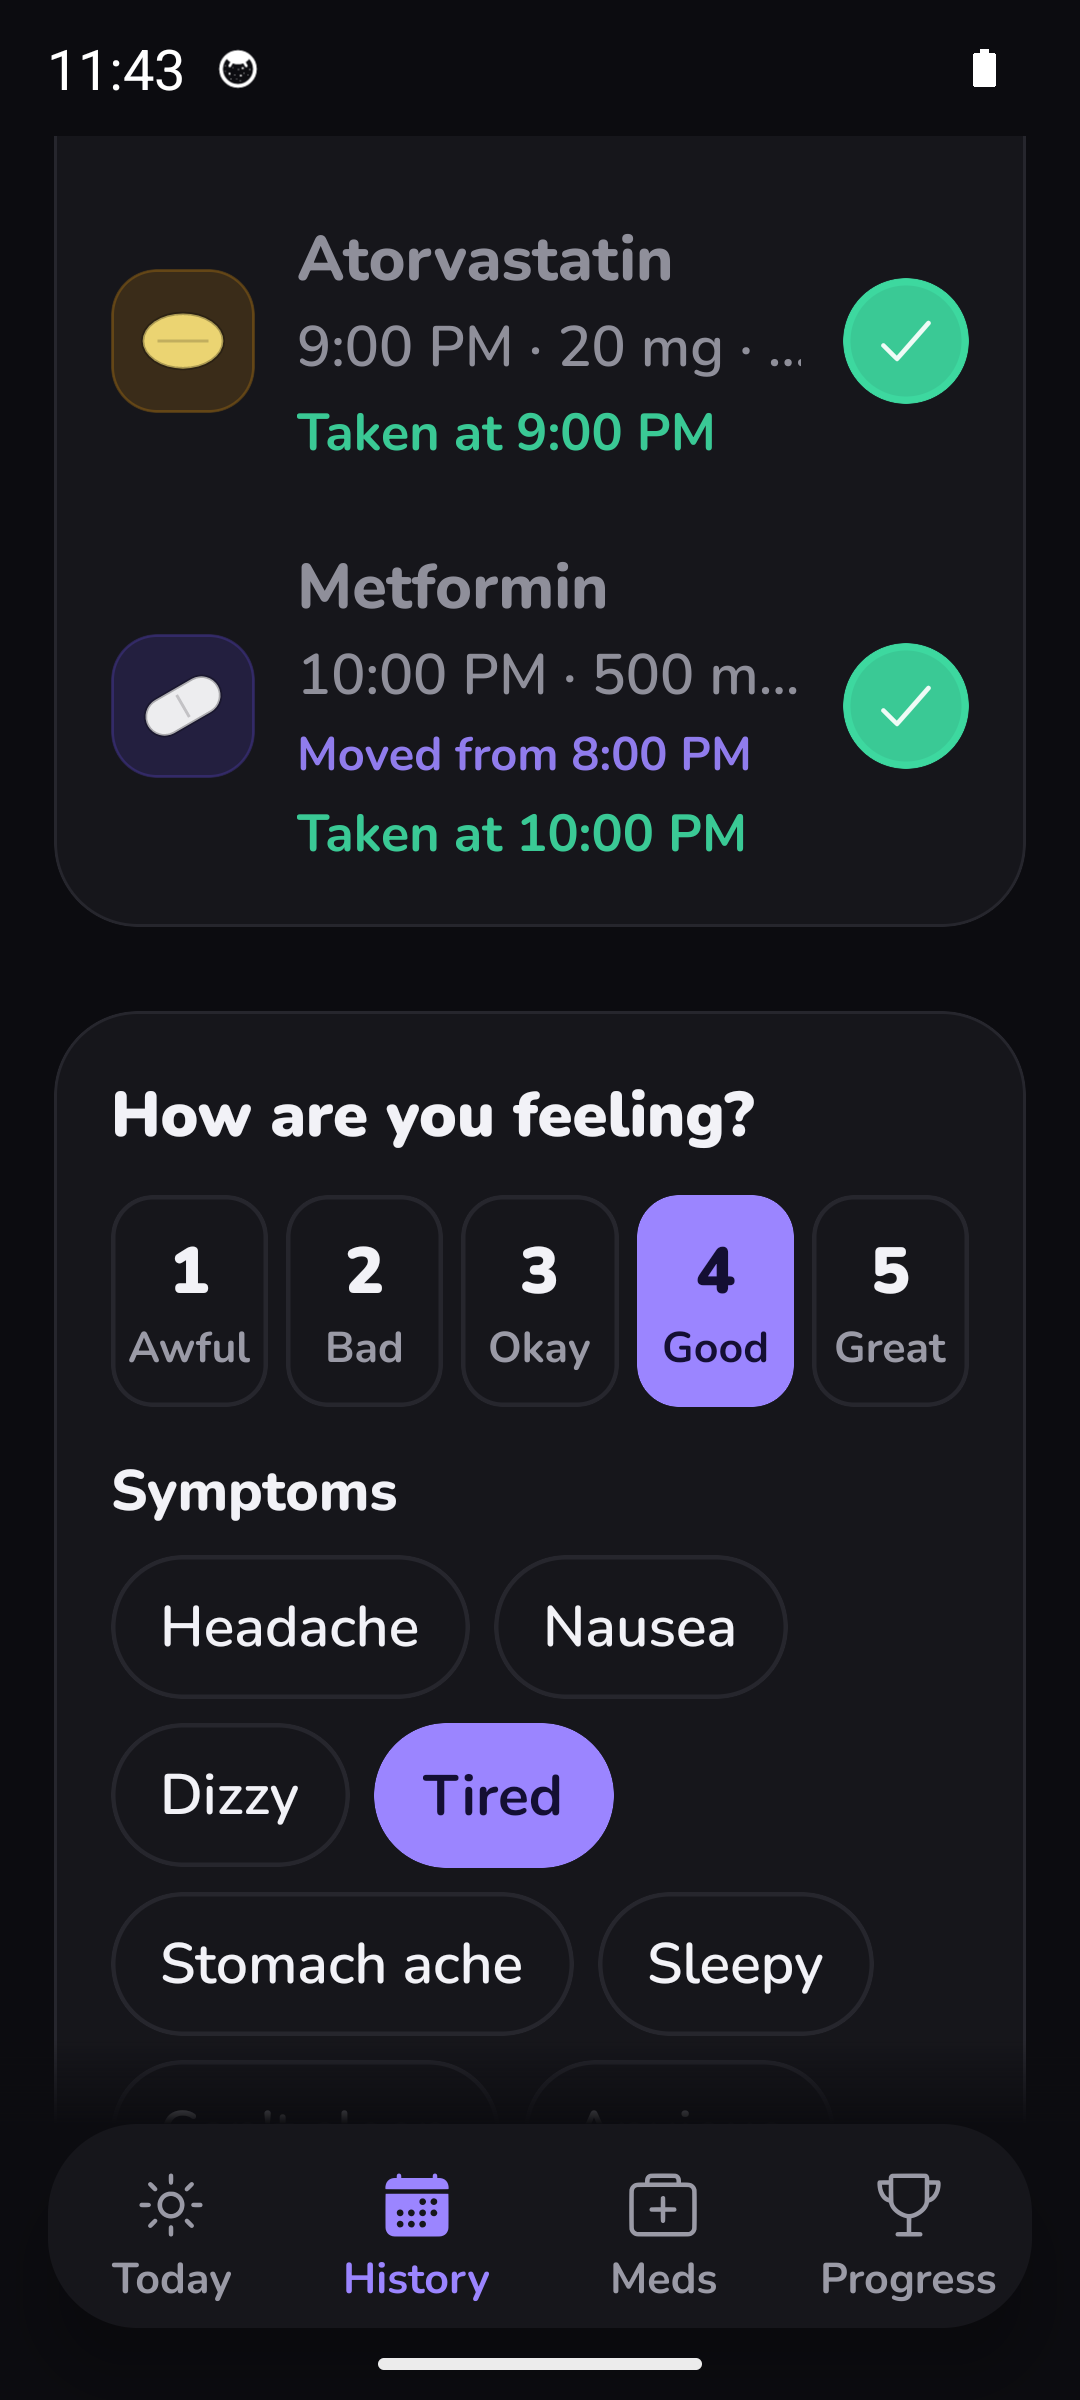 11:43
Atorvastatin
9:00 PM · 20 mg · ...
Taken at 9:00 PM
Metformin
10:00 PM · 500 m...
Moved from 8:00 PM
Taken at 10:00 PM
How are you feeling?
1 2 3 4 5
Awful Bad Okay Good Great
Symptoms
Headache Nausea
Dizzy Tired
Stomach ache Sleepy
Today History Meds Progress